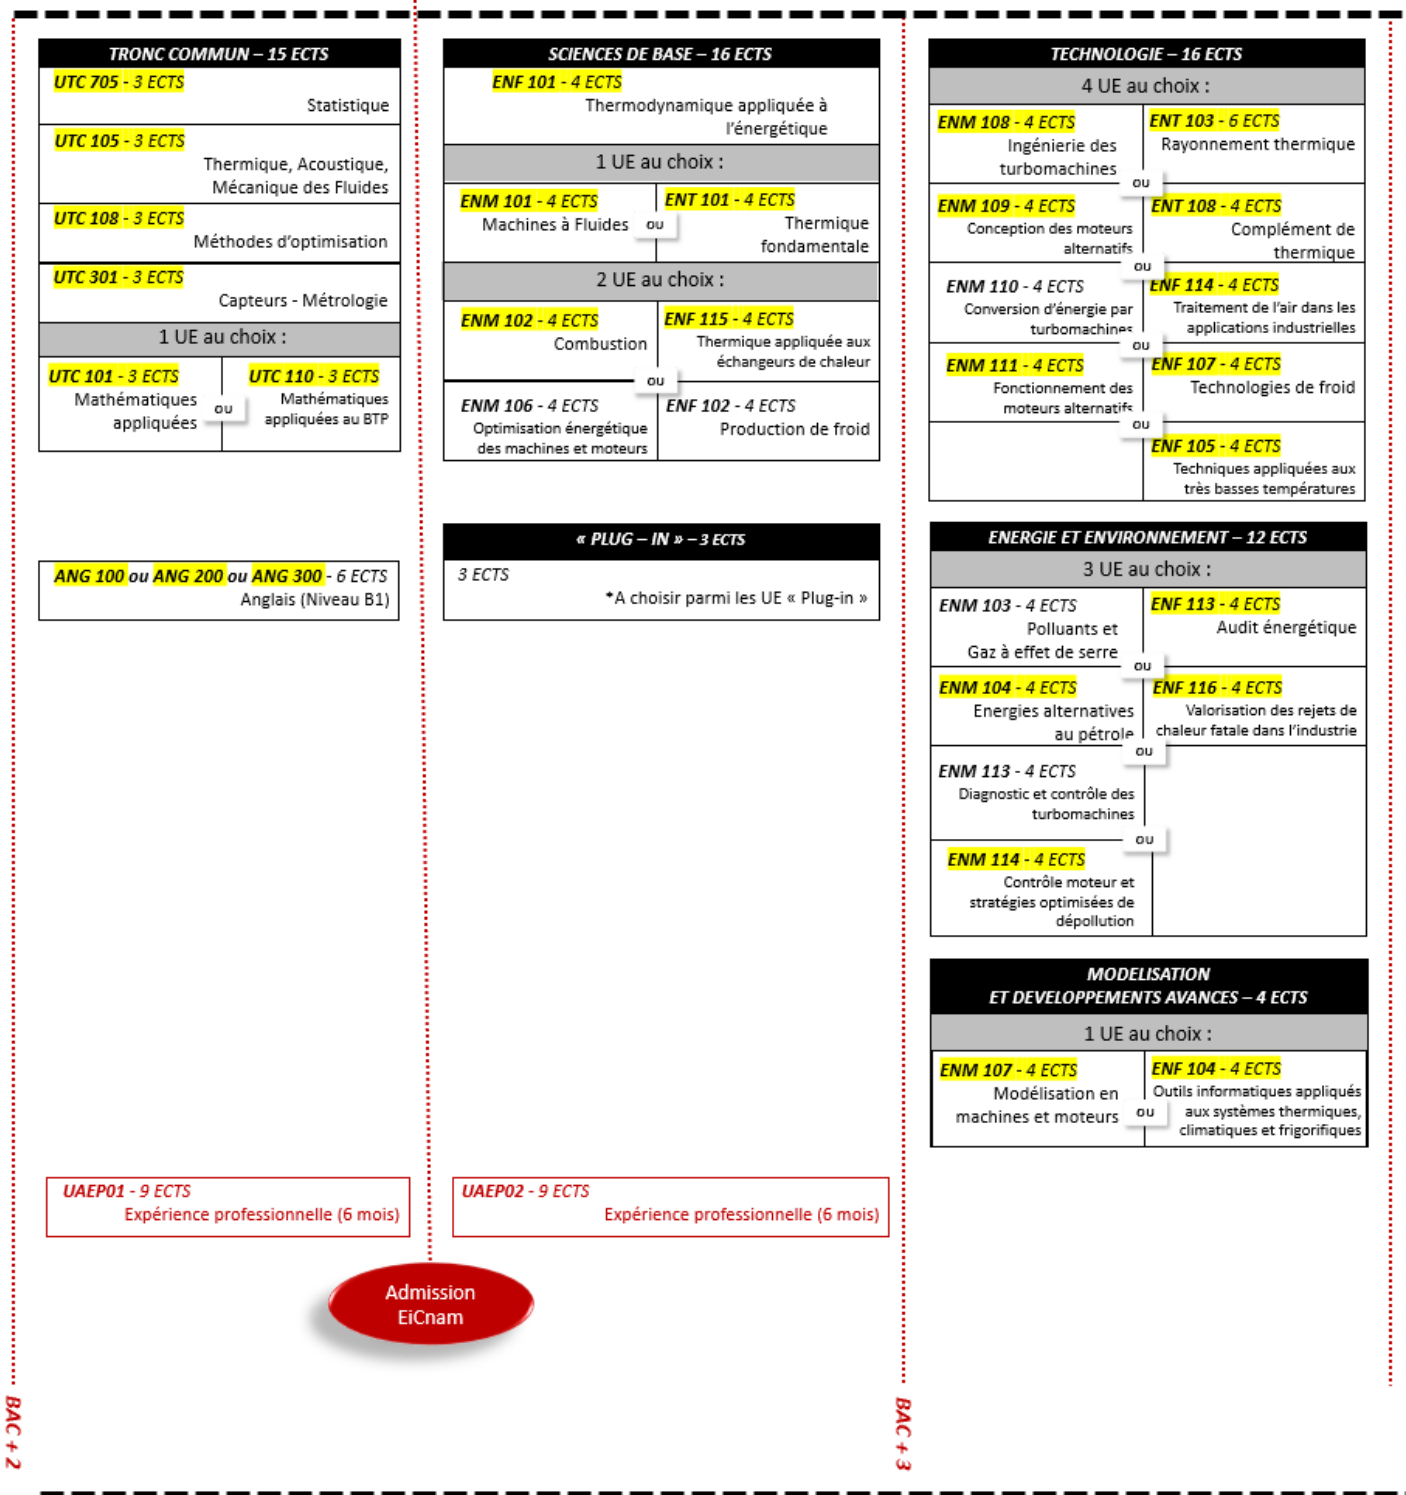 TRONC COMMUN – 15 ECTS
UTC 705 - 3 ECTS
Statistique
UTC 105 - 3 ECTS
Thermique, Acoustique,
Mécanique des Fluides
UTC 108 - 3 ECTS
Méthodes d'optimisation
UTC 301 - 3 ECTS
Capteurs - Métrologie
1 UE au choix :
UTC 101 - 3 ECTS
Mathématiques
appliquées
ou
UTC 110 - 3 ECTS
Mathématiques
appliquées au BTP
ANG 100 ou ANG 200 ou ANG 300 - 6 ECTS
Anglais (Niveau B1)
UAEP01 - 9 ECTS
Expérience professionnelle (6 mois)
SCIENCES DE BASE – 16 ECTS
ENF 101 - 4 ECTS
Thermodynamique appliquée à
l'énergétique
1 UE au choix :
ENM 101 - 4 ECTS
Machines à Fluides
ou
ENT 101 - 4 ECTS
Thermique
fondamentale
2 UE au choix :
ENM 102 - 4 ECTS
Combustion
ENF 115 - 4 ECTS
Thermique appliquée aux
échangeurs de chaleur
ou
ENM 106 - 4 ECTS
Optimisation énergétique
des machines et moteurs
ENF 102 - 4 ECTS
Production de froid
« PLUG – IN » – 3 ECTS
3 ECTS
*A choisir parmi les UE « Plug-in »
UAEP02 - 9 ECTS
Expérience professionnelle (6 mois)
Admission
EiCnam
TECHNOLOGIE – 16 ECTS
4 UE au choix :
ENM 108 - 4 ECTS
Ingénierie des
turbomachines
ENT 103 - 6 ECTS
Rayonnement thermique
ou
ENM 109 - 4 ECTS
Conception des moteurs
alternatifs
ENT 108 - 4 ECTS
Complément de
thermique
ou
ENM 110 - 4 ECTS
Conversion d'énergie par
turbomachines
ENF 114 - 4 ECTS
Traitement de l'air dans les
applications industrielles
ou
ENM 111 - 4 ECTS
Fonctionnement des
moteurs alternatifs
ENF 107 - 4 ECTS
Technologies de froid
ou
ENF 105 - 4 ECTS
Techniques appliquées aux
très basses températures
ENERGIE ET ENVIRONNEMENT – 12 ECTS
3 UE au choix :
ENM 103 - 4 ECTS
Polluants et
Gaz à effet de serre
ENF 113 - 4 ECTS
Audit énergétique
ou
ENM 104 - 4 ECTS
Energies alternatives
au pétrole
ENF 116 - 4 ECTS
Valorisation des rejets de
chaleur fatale dans l'industrie
ou
ENM 113 - 4 ECTS
Diagnostic et contrôle des
turbomachines
ou
ENM 114 - 4 ECTS
Contrôle moteur et
stratégies optimisées de
dépollution
MODELISATION
ET DEVELOPPEMENTS AVANCES – 4 ECTS
1 UE au choix :
ENM 107 - 4 ECTS
Modélisation en
machines et moteurs
ou
ENF 104 - 4 ECTS
Outils informatiques appliqués
aux systèmes thermiques,
climatiques et frigorifiques
BAC + 2
BAC + 3